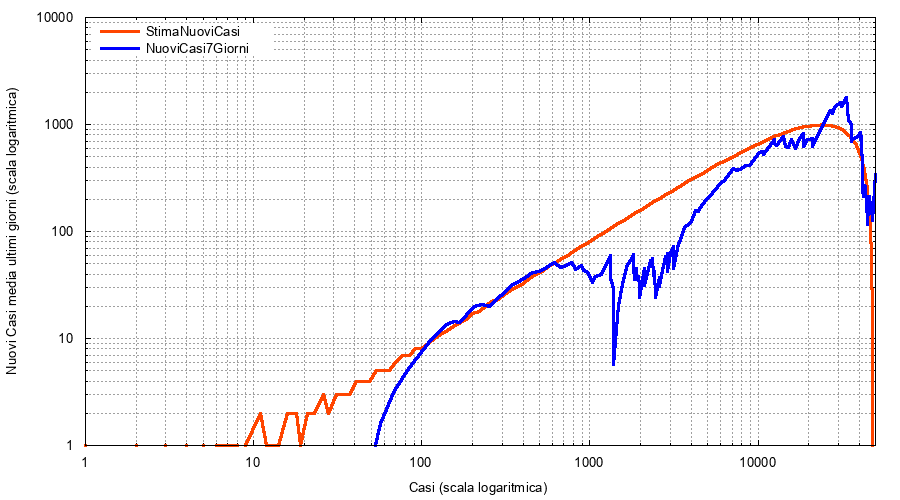 10000
StimaNuoviCasi
NuoviCasi7Giorni
1000
100
10
1
Nuovi Casi media ultimi giorni (scala logaritmica)
1 10 100 1000 10000
Casi (scala logaritmica)